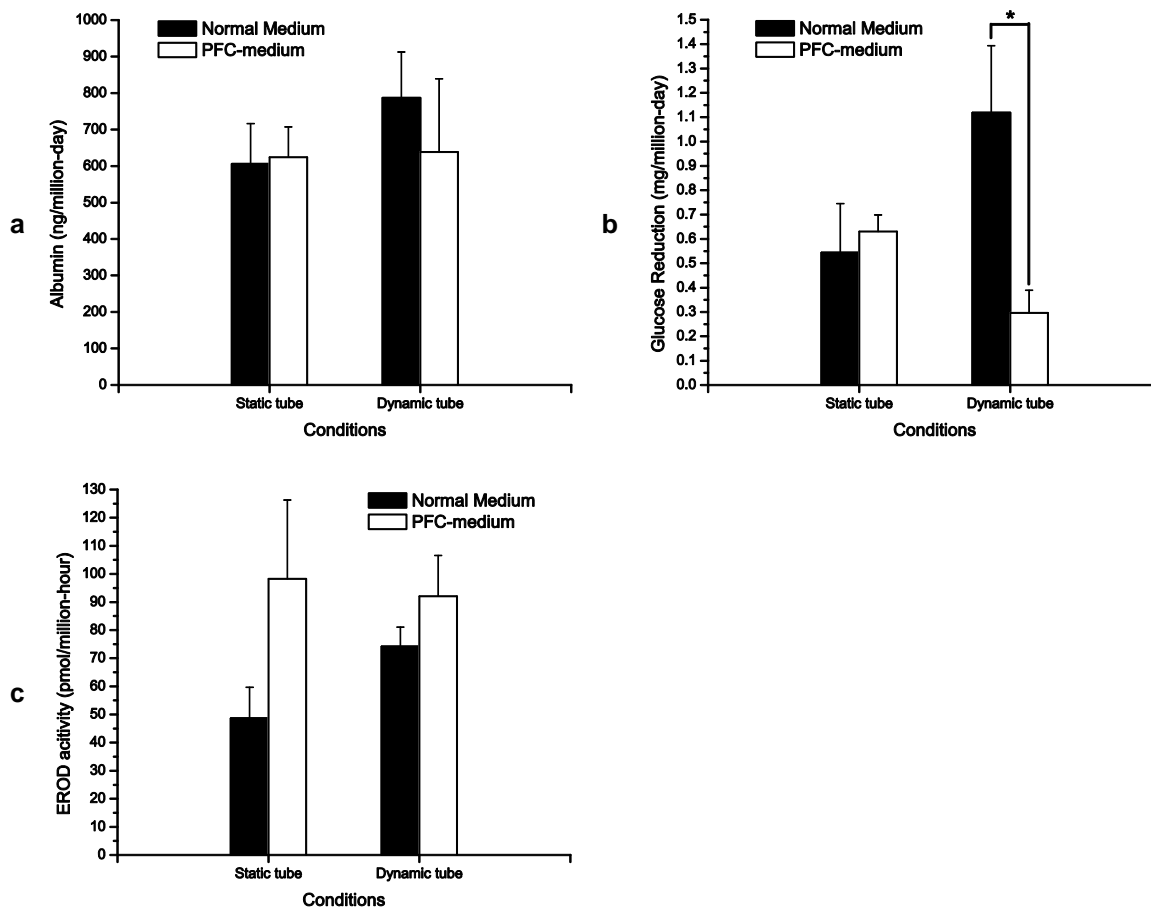 a
Albumin (ng/million-day)
1000
900
800
700
600
500
400
300
200
100
0
Normal Medium
PFC-medium
Static tube
Dynamic tube
Conditions
b
Glucose Reduction (mg/million-day)
1.5
1.4
1.3
1.2
1.1
1.0
0.9
0.8
0.7
0.6
0.5
0.4
0.3
0.2
0.1
0.0
Normal Medium
PFC-medium
*
Static tube
Dynamic tube
Conditions
c
EROD acitivity (pmol/million-hour)
130
120
110
100
90
80
70
60
50
40
30
20
10
0
Normal Medium
PFC-medium
Static tube
Dynamic tube
Conditions